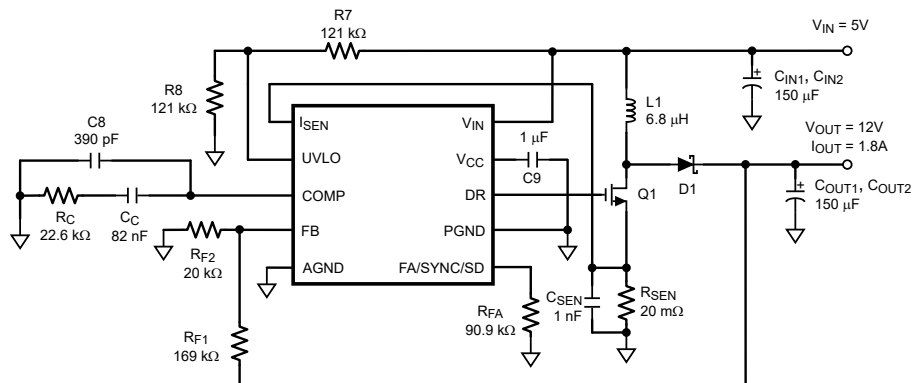 R7
121 kΩ
VIN = 5V
R8
121 kΩ
CIN1, CIN2
150 μF
L1
6.8 μH
C8
390 pF
ISEN
VIN
1 μF
VOUT = 12V
IOUT = 1.8A
UVLO
VCC
C9
D1
COMP
DR
Q1
COUT1, COUT2
150 μF
RC
22.6 kΩ
CC
82 nF
FB
PGND
RF2
20 kΩ
AGND
FA/SYNC/SD
CSEN
1 nF
RSEN
20 mΩ
RFA
90.9 kΩ
RF1
169 kΩ
+
+